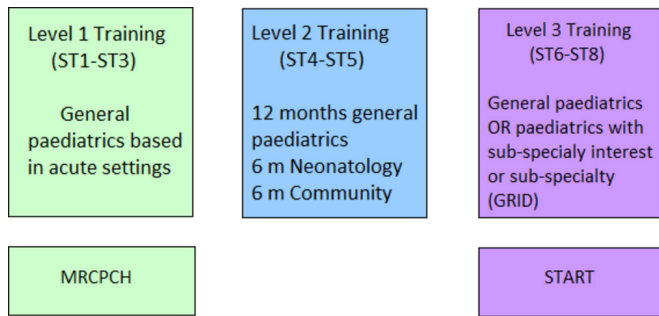 Level 1 Training
(ST1-ST3)
General
paediatrics based
in acute settings
Level 2 Training
(ST4-ST5)
12 months general
paediatrics
6 m Neonatology
6 m Community
Level 3 Training
(ST6-ST8)
General paediatrics
OR paediatrics with
sub-specialy interest
or sub-specialty
(GRID)
MRCPCH
START